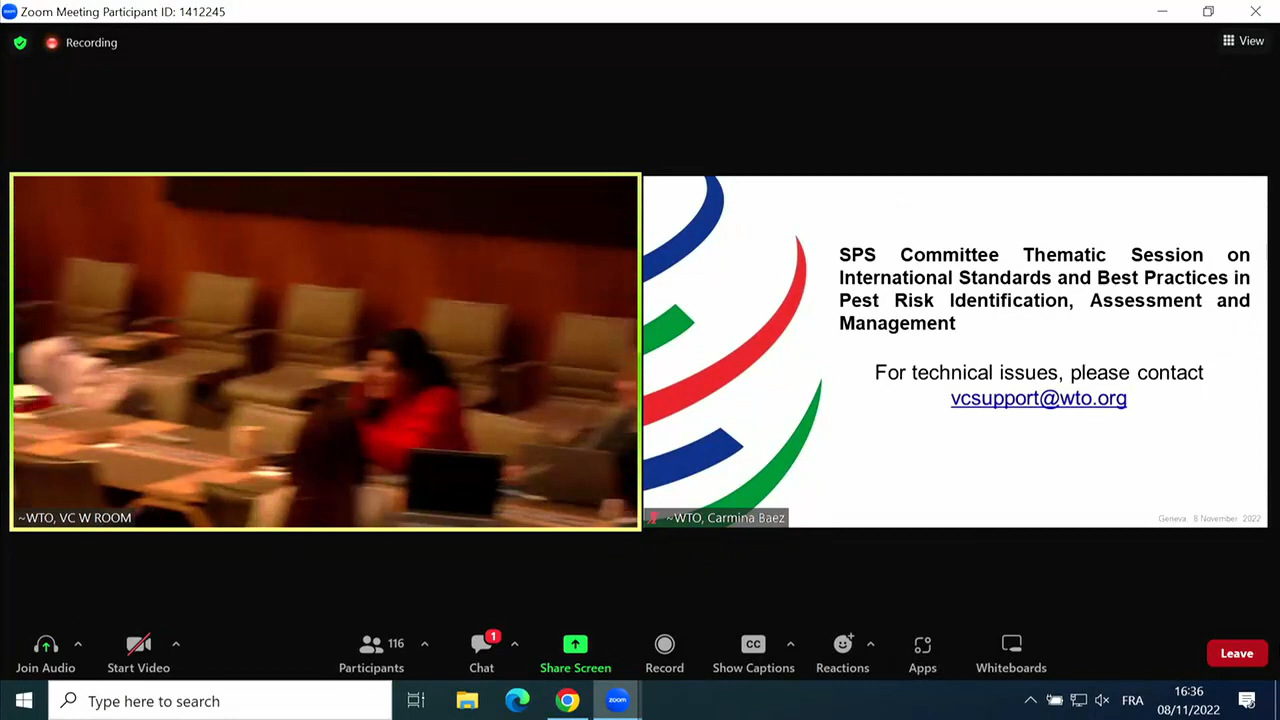 Zoom Meeting Participant ID: 1412245
Recording
View
SPS Committee Thematic Session on
International Standards and Best Practices in
Pest Risk Identification, Assessment and
Management
For technical issues, please contact
vcsupport@wto.org
~WTO, VC W ROOM
~WTO, Carmina Baez
Geneva, 8 November 2022
Join Audio
Start Video
Participants
116
Chat
1
Share Screen
Record
CC
Show Captions
Reactions
Apps
Whiteboards
Leave
Type here to search
zoom
FRA
16:36
08/11/2022